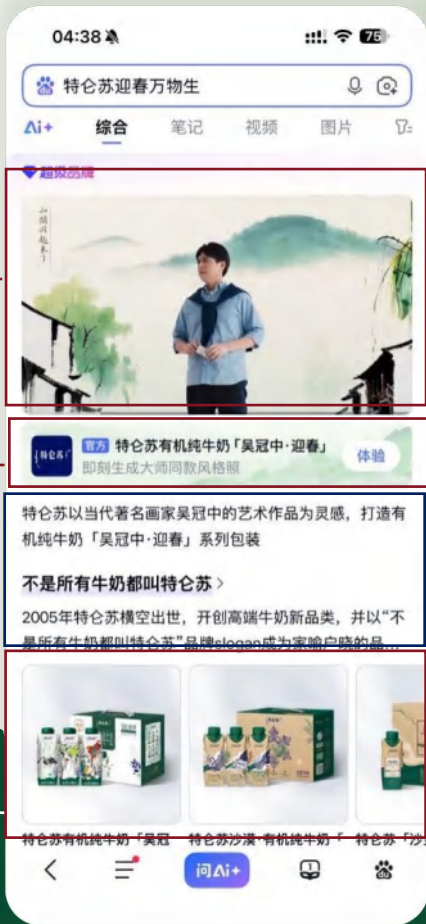 04:38
75
特仑苏迎春万物生
Ai+ 综合 笔记 视频 图片
超级品牌
官方 特仑苏有机纯牛奶「吴冠中·迎春」
即刻生成大师同款风格照
体验
特仑苏
特仑苏以当代著名画家吴冠中的艺术作品为灵感，打造有
机纯牛奶「吴冠中·迎春」系列包装
不是所有牛奶都叫特仑苏
2005年特仑苏横空出世，开创高端牛奶新品类，并以“不
是所有牛奶都叫特仑苏”品牌slogan成为家喻户晓的品...
特仑苏有机纯牛奶「吴冠
特仑苏沙漠·有机纯牛奶「
特仑苏「沙
问Ai+
1
du